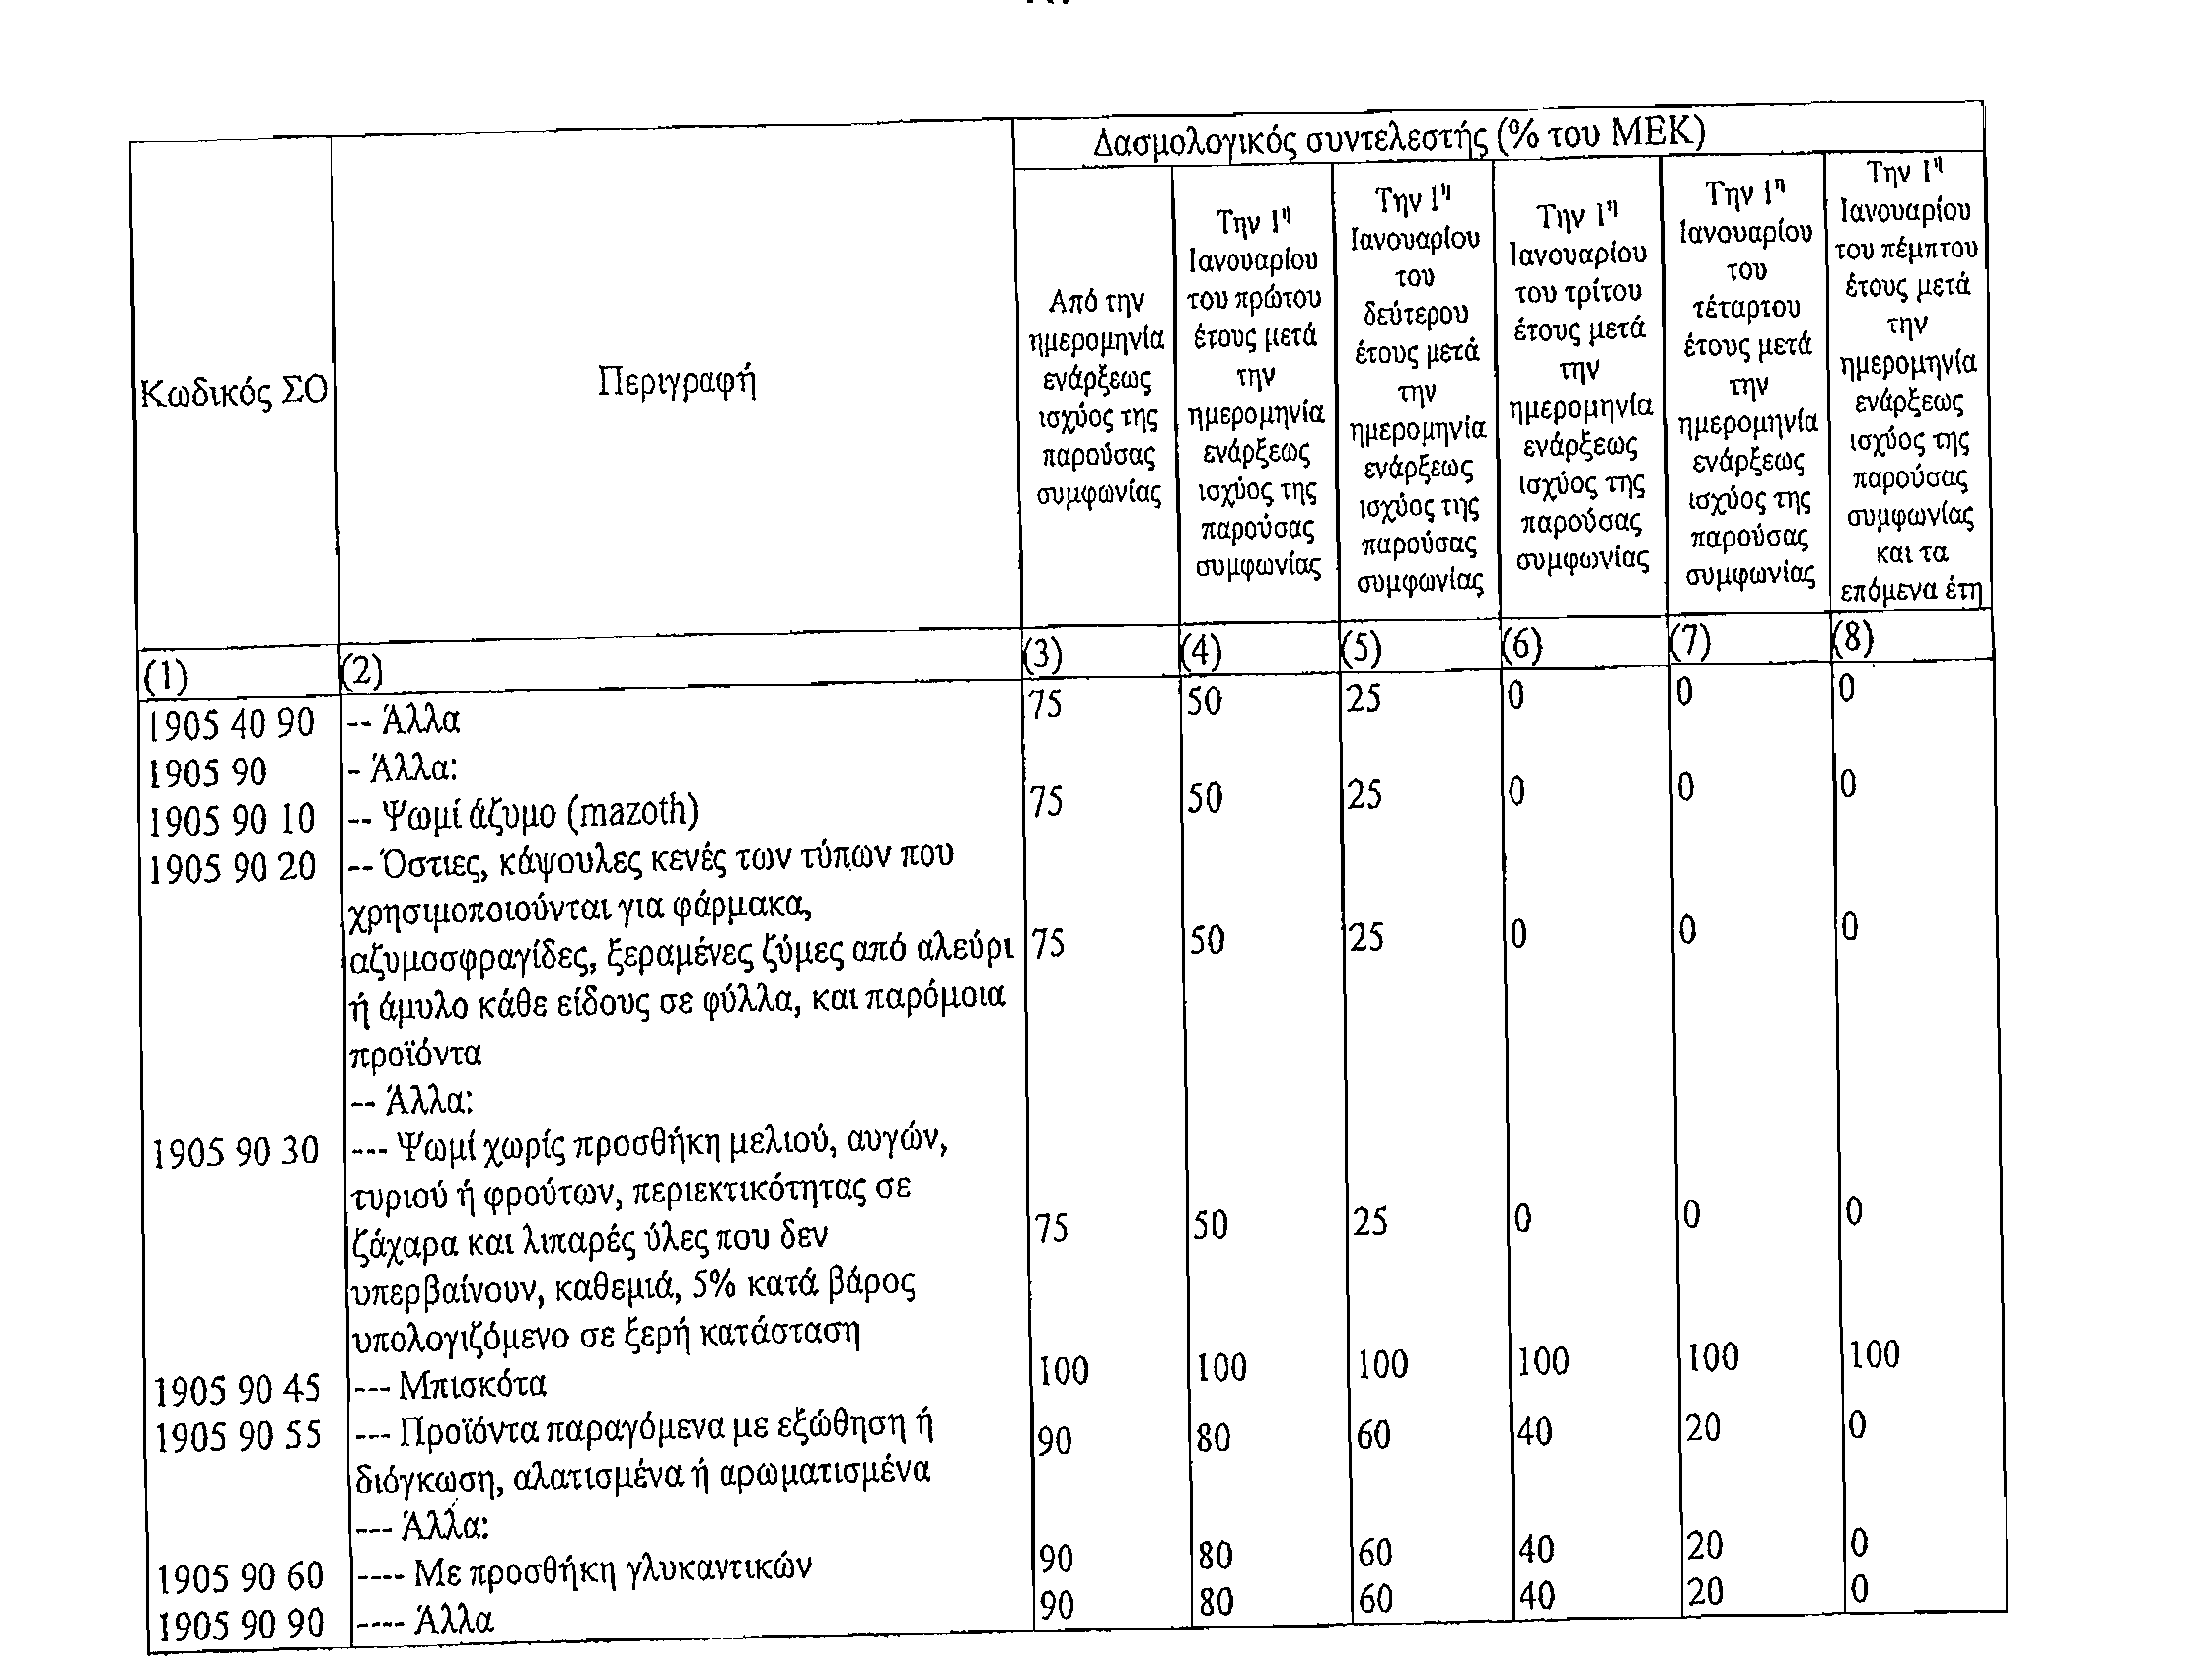 Δασμολογικός συντελεστής (% του ΜΕΚ)
Κωδικός ΣΟ
Περιγραφή
Από την
ημερομηνία
ενάρξεως
ισχύος της
παρούσας
συμφωνίας
Την 1η
Ιανουαρίου
του πρώτου
έτους μετά
την
ημερομηνία
ενάρξεως
ισχύος της
παρούσας
συμφωνίας
Την 1η
Ιανουαρίου
του
δεύτερου
έτους μετά
την
ημερομηνία
ενάρξεως
ισχύος της
παρούσας
συμφωνίας
Την 1η
Ιανουαρίου
του τρίτου
έτους μετά
την
ημερομηνία
ενάρξεως
ισχύος της
παρούσας
συμφωνίας
Την 1η
Ιανουαρίου
του
τέταρτου
έτους μετά
την
ημερομηνία
ενάρξεως
ισχύος της
παρούσας
συμφωνίας
Την 1η
Ιανουαρίου
του πέμπτου
έτους μετά
την
ημερομηνία
ενάρξεως
ισχύος της
παρούσας
συμφωνίας
και τα
επόμενα έτη
(1) (2) (3) (4) (5) (6) (7) (8)
1905 40 90 -- Άλλα 75 50 25 0 0 0
1905 90 - Άλλα:
1905 90 10 -- Ψωμί άζυμο (mazoth) 75 50 25 0 0 0
1905 90 20 -- Όστιες, κάψουλες κενές των τύπων που
χρησιμοποιούνται για φάρμακα,
αζυμοσφραγίδες, ξεραμένες ζύμες από αλεύρι 75 50 25 0 0 0
ή άμυλο κάθε είδους σε φύλλα, και παρόμοια
προϊόντα
-- Άλλα:
1905 90 30 --- Ψωμί χωρίς προσθήκη μελιού, αυγών,
τυριού ή φρούτων, περιεκτικότητας σε
ζάχαρα και λιπαρές ύλες που δεν 75 50 25 0 0 0
υπερβαίνουν, καθεμιά, 5% κατά βάρος
υπολογιζόμενο σε ξερή κατάσταση
1905 90 45 --- Μπισκότα 100 100 100 100 100 100
1905 90 55 --- Προϊόντα παραγόμενα με εξώθηση ή 90 80 60 40 20 0
διόγκωση, αλατισμένα ή αρωματισμένα
--- Άλλα:
1905 90 60 ---- Με προσθήκη γλυκαντικών 90 80 60 40 20 0
1905 90 90 ---- Άλλα 90 80 60 40 20 0